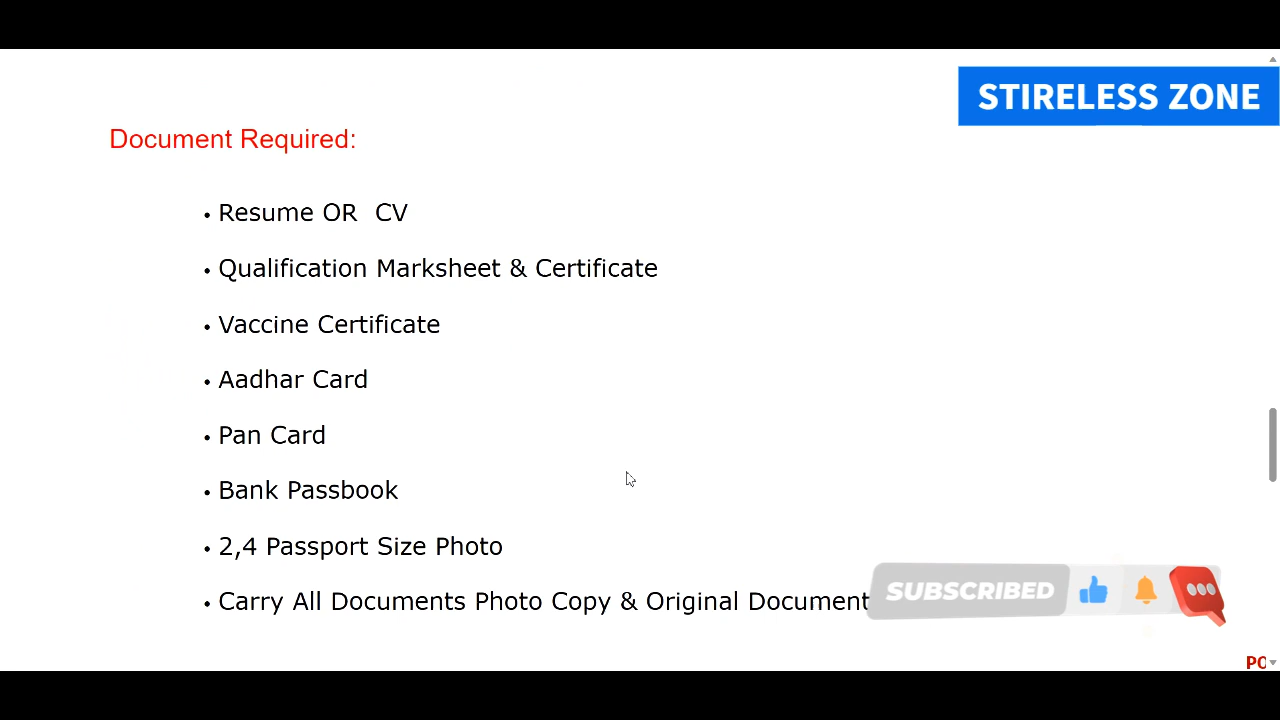 STIRELESS ZONE
Document Required:
• Resume OR CV
• Qualification Marksheet & Certificate
• Vaccine Certificate
• Aadhar Card
• Pan Card
• Bank Passbook
• 2,4 Passport Size Photo
• Carry All Documents Photo Copy & Original Document
SUBSCRIBED